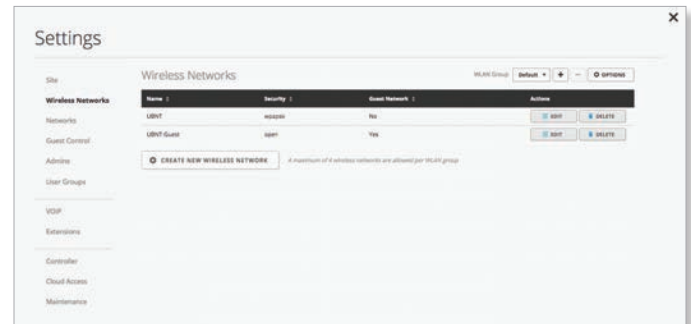 Settings
Site
Wireless Networks
Networks
Guest Control
Admins
User Groups
VOIP
Extensions
Controller
Cloud Access
Maintenance
Wireless Networks
WLAN Group Default + − OPTIONS
Name Security Guest Network Actions
UBNT wpapsk No EDIT DELETE
UBNT-Guest open Yes EDIT DELETE
CREATE NEW WIRELESS NETWORK A maximum of 4 wireless networks are allowed per WLAN group